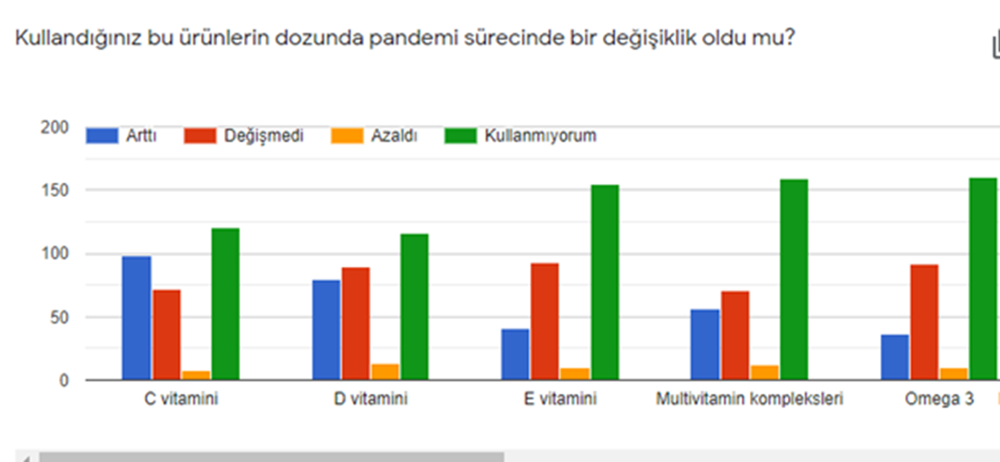 Kullandığınız bu ürünlerin dozunda pandemi sürecinde bir değişiklik oldu mu?
200
Arttı Değişmedi Azaldı Kullanmıyorum
150
100
50
0
C vitamini D vitamini E vitamini Multivitamin kompleksleri Omega 3